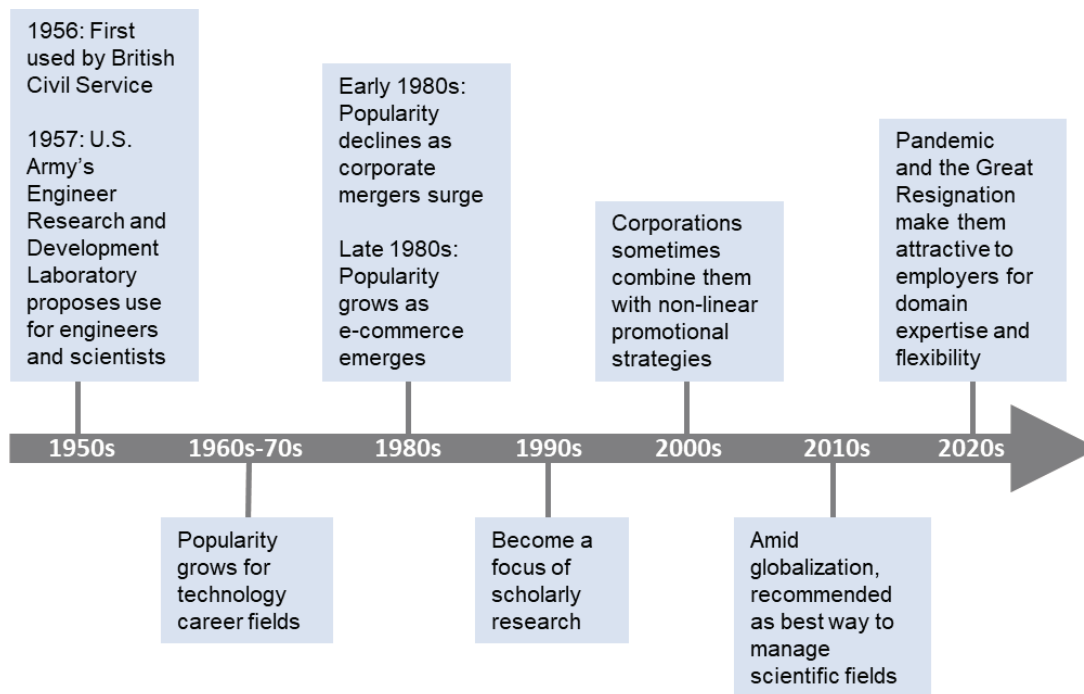 1956: First
used by British
Civil Service
1957: U.S.
Army’s
Engineer
Research and
Development
Laboratory
proposes use
for engineers
and scientists
Early 1980s:
Popularity
declines as
corporate
mergers surge
Late 1980s:
Popularity
grows as
e-commerce
emerges
Corporations
sometimes
combine them
with non-linear
promotional
strategies
Pandemic
and the Great
Resignation
make them
attractive to
employers for
domain
expertise and
flexibility
1950s 1960s-70s 1980s 1990s 2000s 2010s 2020s
Popularity
grows for
technology
career fields
Become a
focus of
scholarly
research
Amid
globalization,
recommended
as best way to
manage
scientific fields